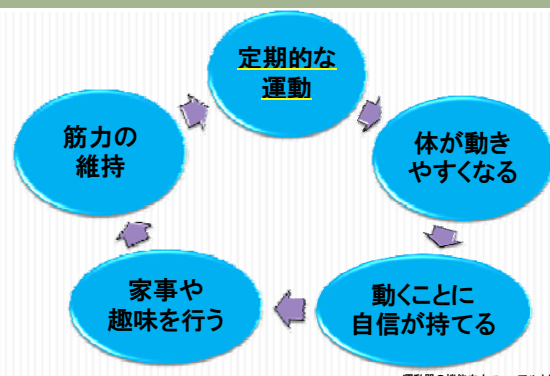 定期的な
運動
体が動き
やすくなる
動くことに
自信が持てる
家事や
趣味を行う
筋力の
維持